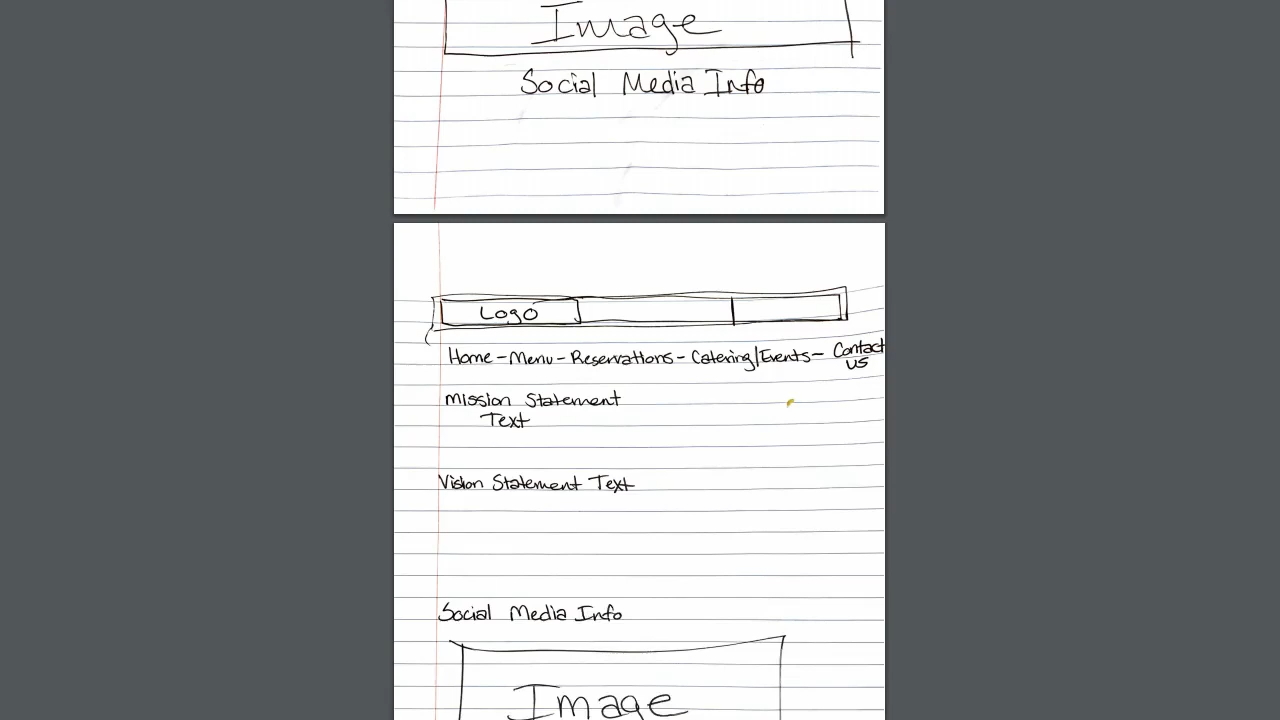 Image
Social Media Info
Logo
Home - Menu - Reservations - Catering/Events - Contact us
Mission Statement
Text
Vision Statement Text
Social Media Info
Image